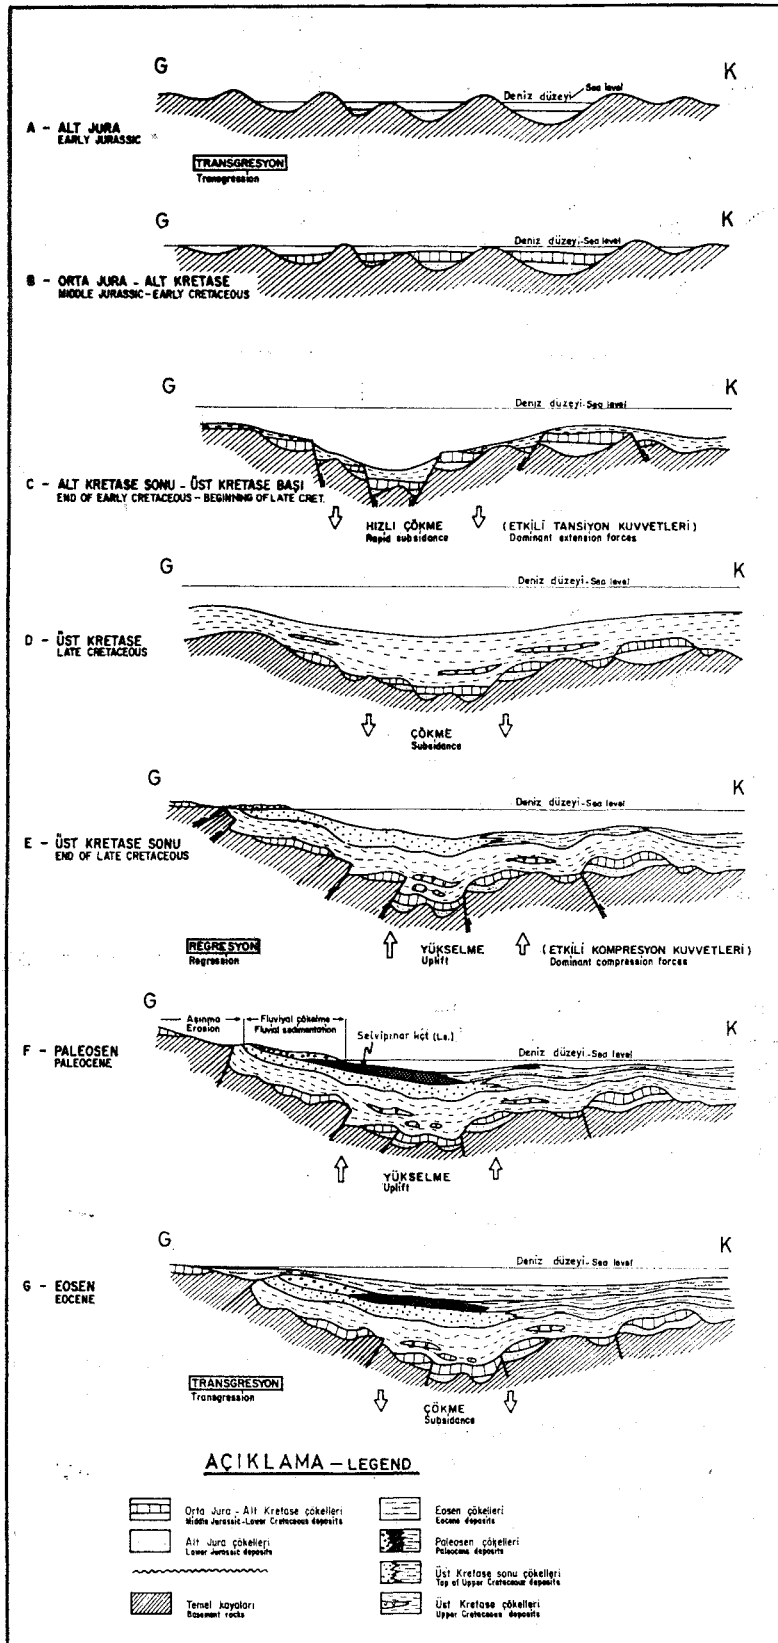 G
K
Deniz düzeyi Sea level
A - ALT JURA
EARLY JURASSIC
TRANSGRESYON
Transgression
G
K
Deniz düzeyi-Sea level
B - ORTA JURA - ALT KRETASE
MIDDLE JURASSIC-EARLY CRETACEOUS
G
K
Deniz düzeyi-Sea level
C - ALT KRETASE SONU - ÜST KRETASE BAŞI
END OF EARLY CRETACEOUS - BEGINNING OF LATE CRET.
HIZLI ÇÖKME
Rapid subsidance
(ETKİLİ TANSİYON KUVVETLERİ)
Dominant extension forces
G
K
Deniz düzeyi-Sea level
D - ÜST KRETASE
LATE CRETACEOUS
ÇÖKME
Subsidance
G
K
Deniz düzeyi-Sea level
E - ÜST KRETASE SONU
END OF LATE CRETACEOUS
REGRESYON
Regression
YÜKSELME
Uplift
(ETKİLİ KOMPRESYON KUVVETLERİ)
Dominant compression forces
G
K
Aşınma
Erosion
Fluviyal çökelme
Fluvial sedimentation
Selvipınar kçt (Ls.)
Deniz düzeyi-Sea level
F - PALEOSEN
PALEOCENE
YÜKSELME
Uplift
G
K
Deniz düzeyi-Sea level
G - EOSEN
EOCENE
TRANSGRESYON
Transgression
ÇÖKME
Subsidance
AÇIKLAMA - LEGEND
Orta Jura - Alt Kretase çökelleri
Middle Jurassic-Lower Cretaceous deposits
Alt Jura çökelleri
Lower Jurassic deposits
Temel kayaları
Basement rocks
Eosen çökelleri
Eocene deposits
Paleosen çökelleri
Paleocene deposits
Üst Kretase sonu çökelleri
Top of Upper Cretaceous deposits
Üst Kretase çökelleri
Upper Cretaceous deposits